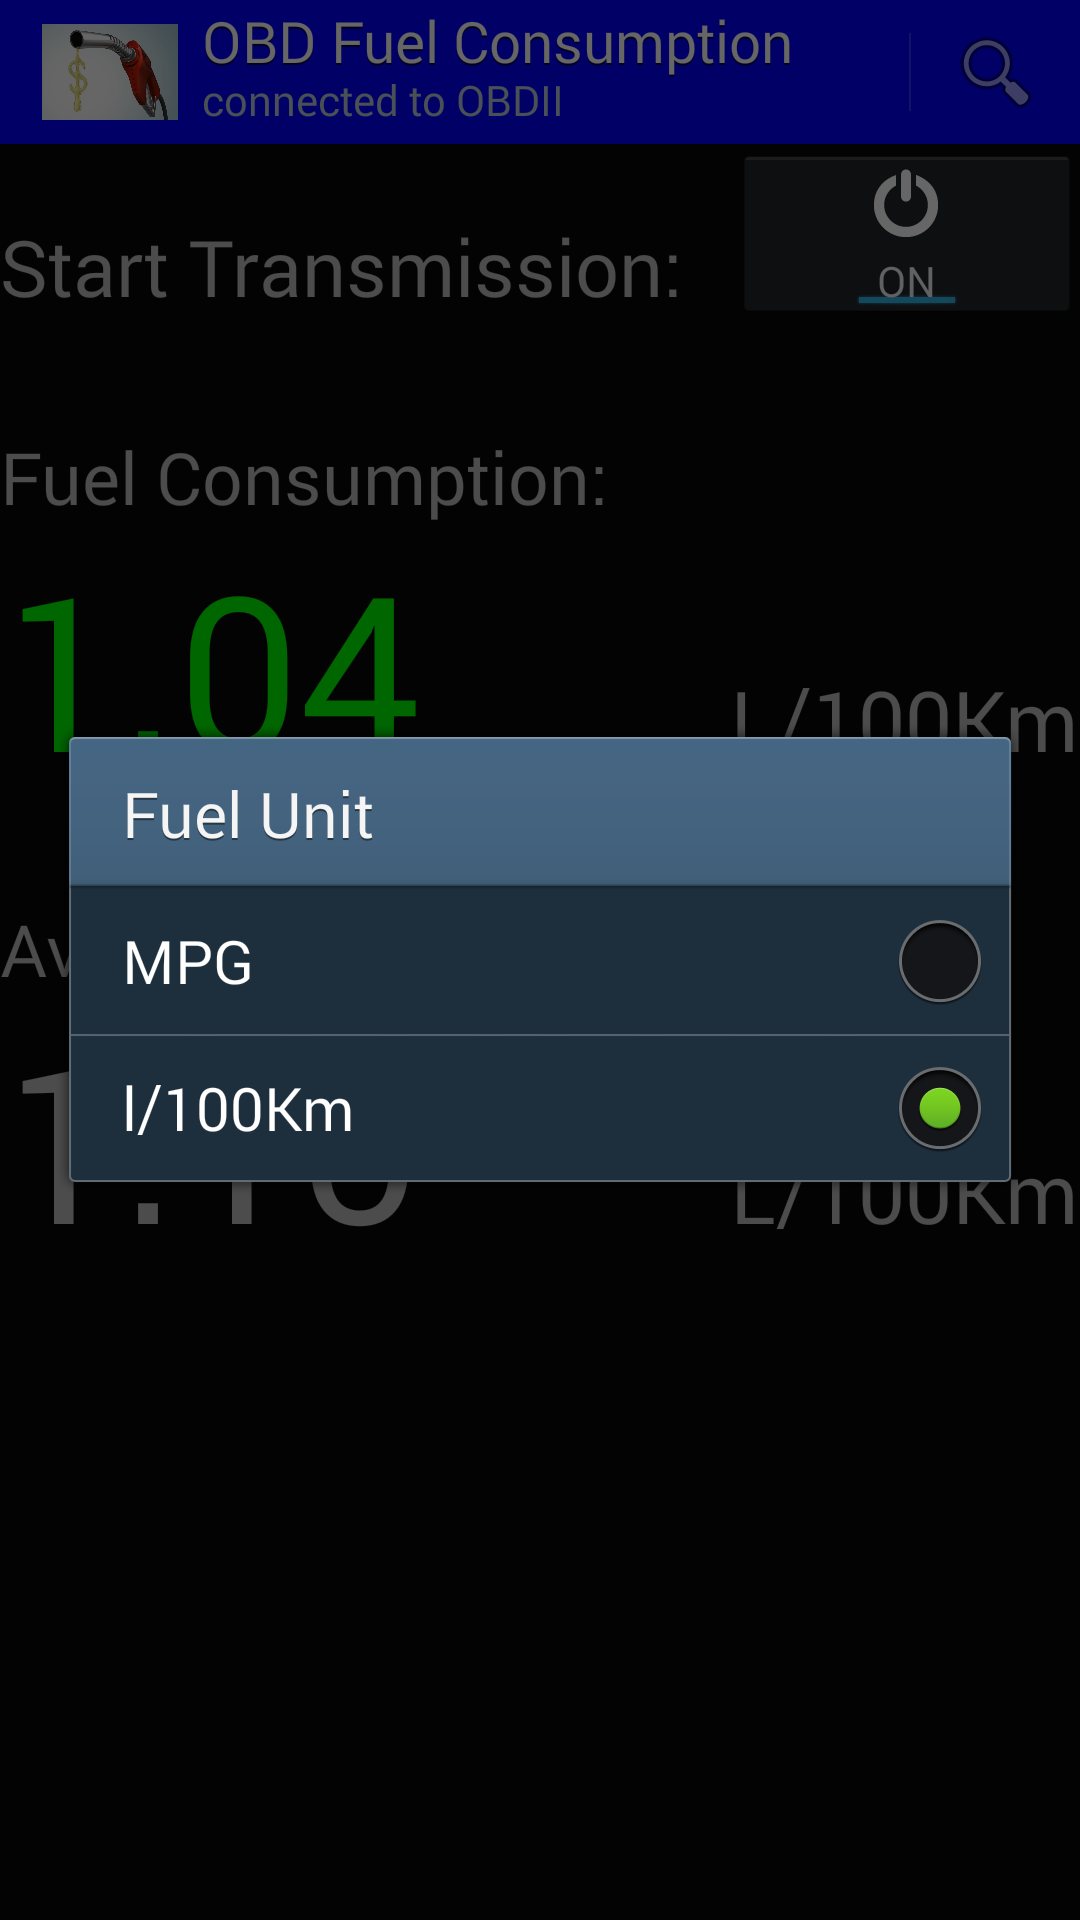 OBD Fuel Consumption
connected to OBDII
Start Transmission:
ON
Fuel Consumption:
1.04
L/100Km
Fuel Unit
MPG
l/100Km
L/100Km